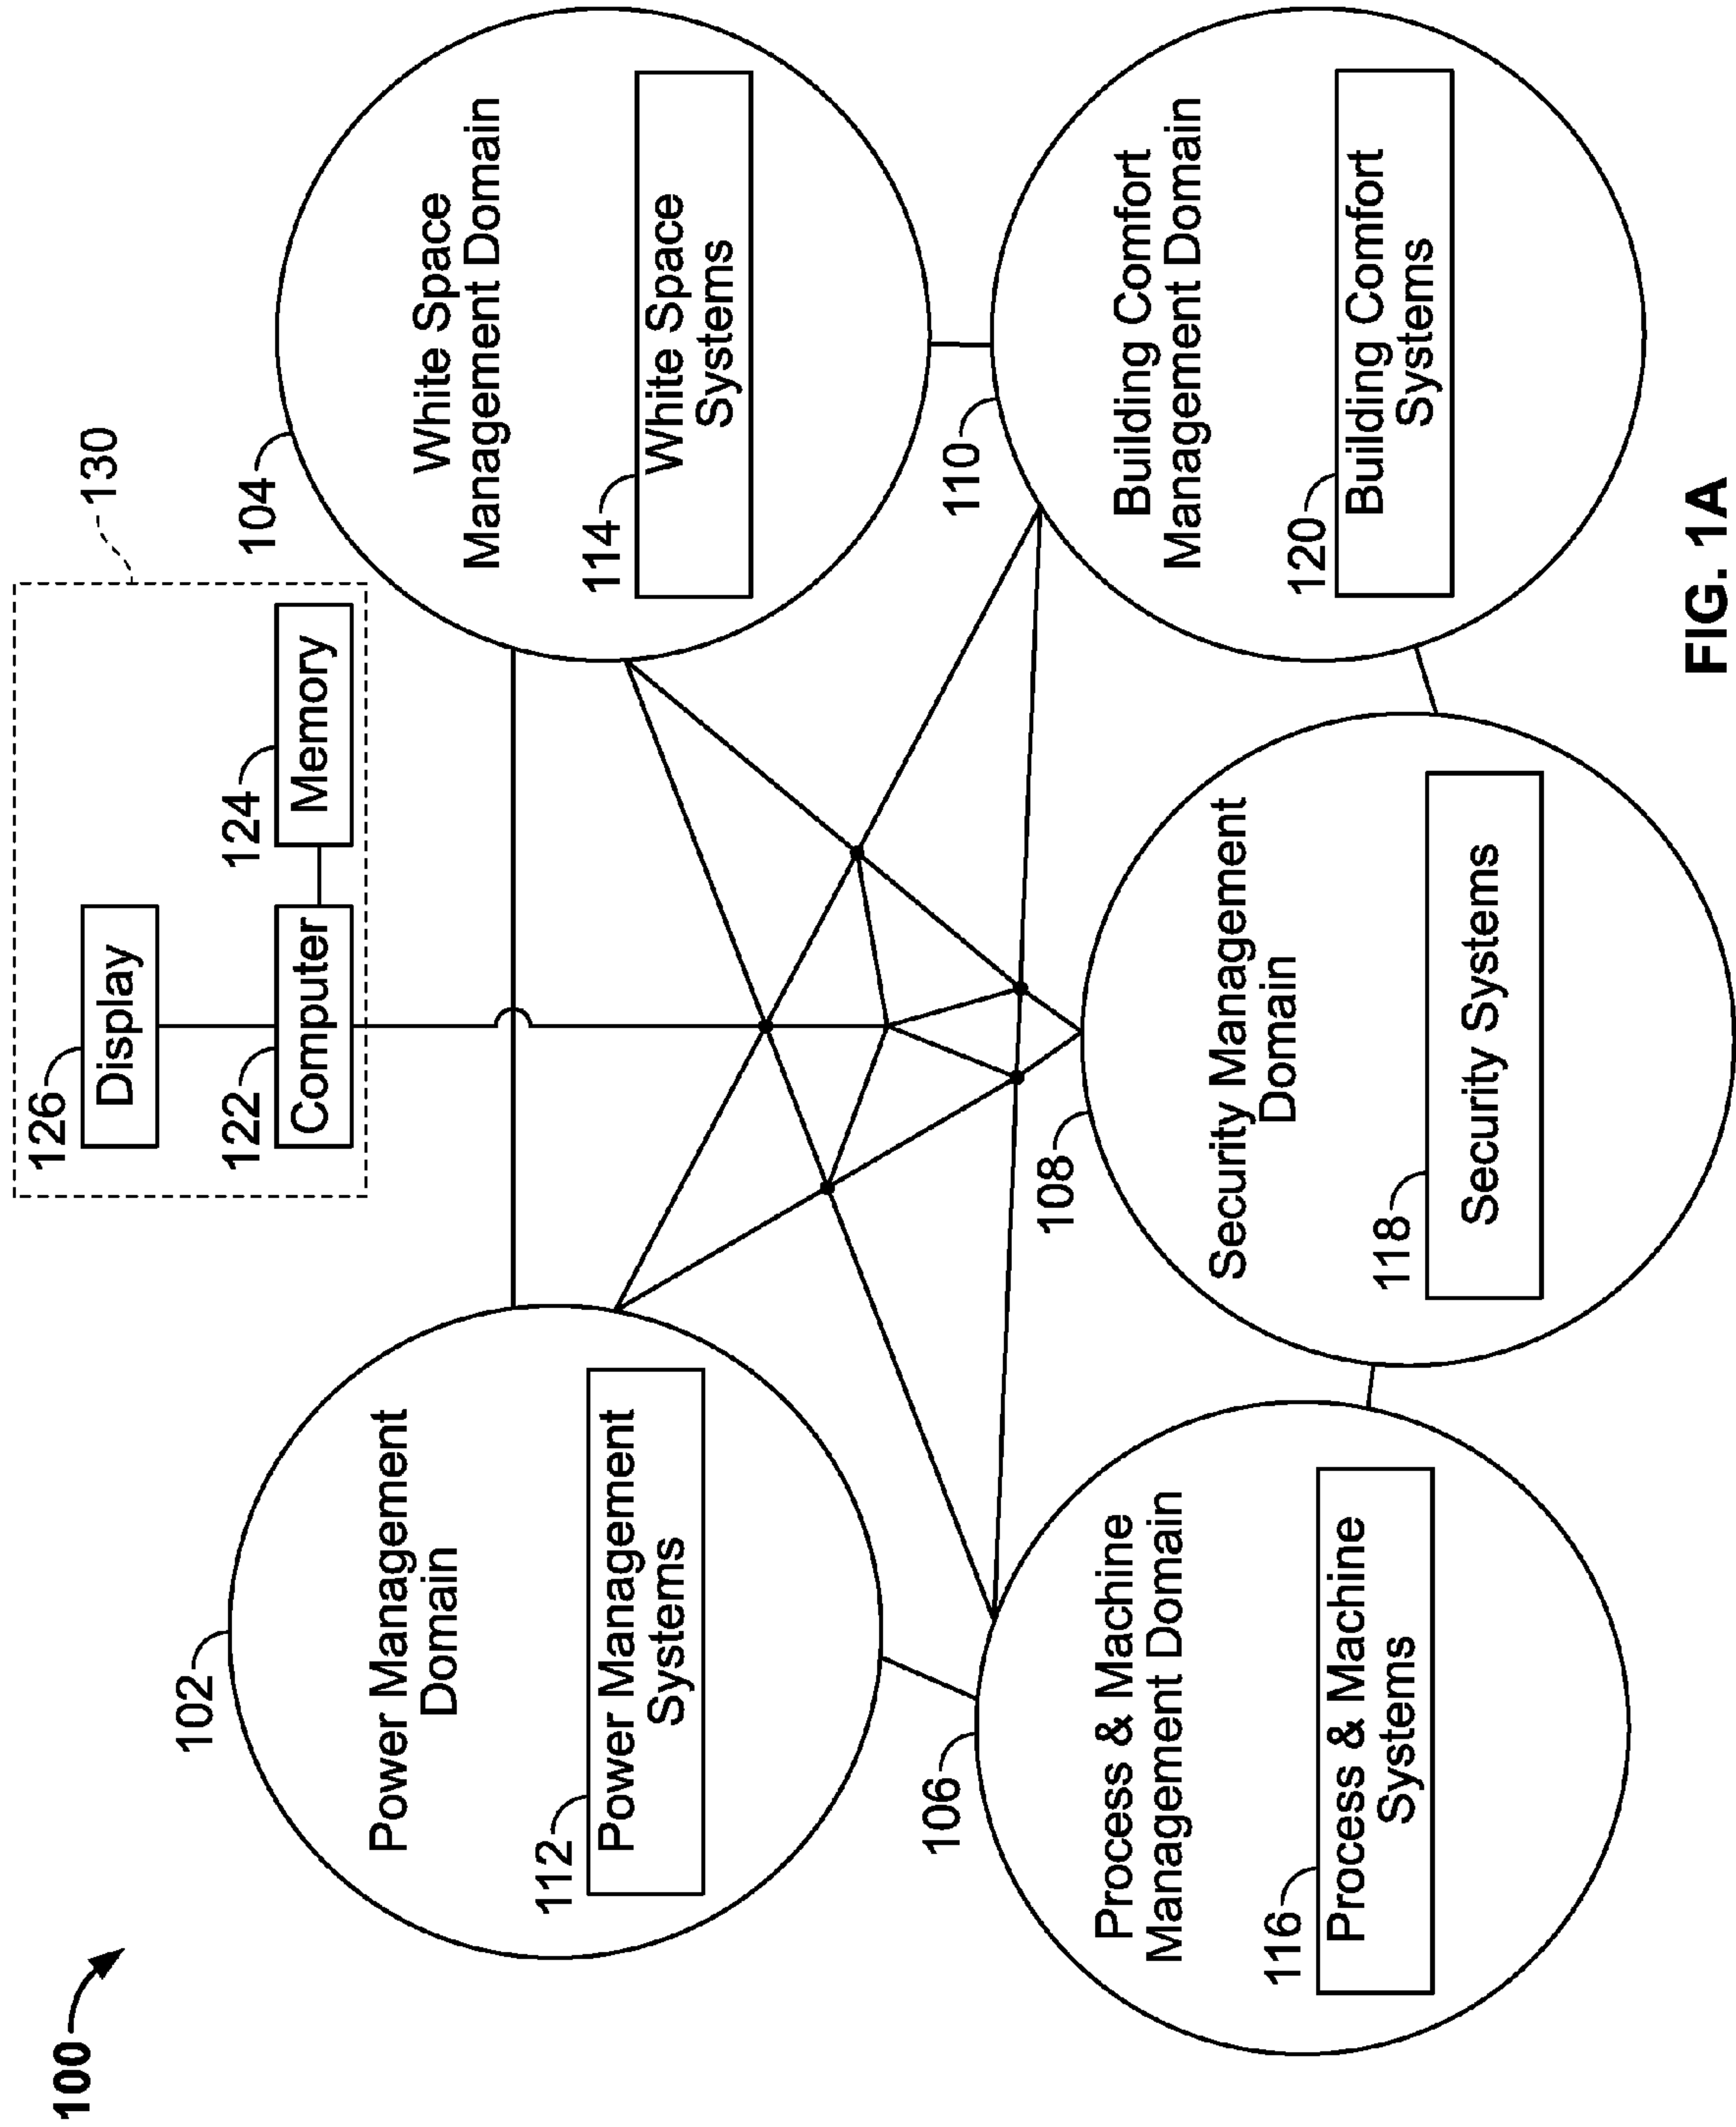 100
130
126
Display
122
Computer
124
Memory
102
Power Management
Domain
112
Power Management
Systems
104
White Space
Management Domain
114
White Space
Systems
106
Process & Machine
Management Domain
116
Process & Machine
Systems
108
Security Management
Domain
118
Security Systems
110
Building Comfort
Management Domain
120
Building Comfort
Systems
FIG. 1A